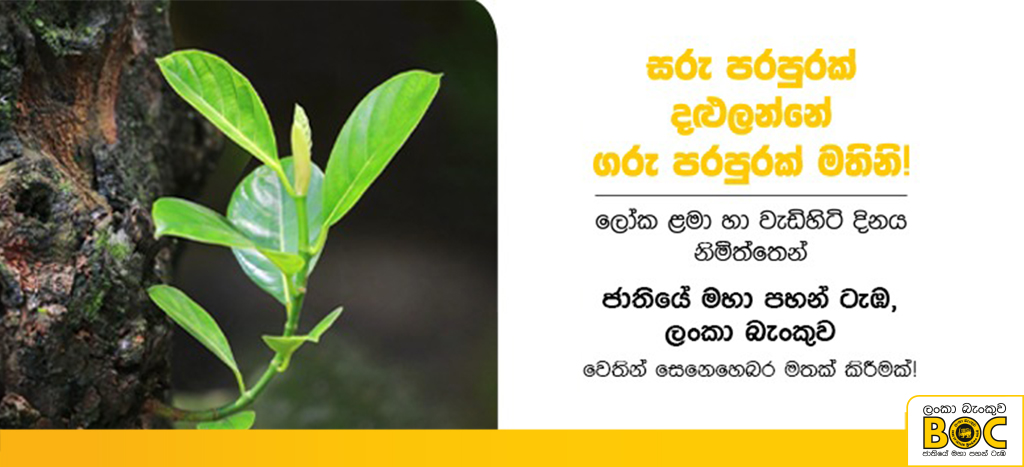 සරු පරපුරක්
දළුලන්නේ
ගරු පරපුරක් මතිනි!
ලෝක ළමා හා වැඩිහිටි දිනය
නිමිත්තෙන්
ජාතියේ මහා පහන් ටැඹ,
ලංකා බැංකුව
වෙතින් සෙනෙහෙබර මතක් කිරීමක්!
ලංකා බැංකුව
BOC
ජාතියේ මහා පහන් ටැඹ